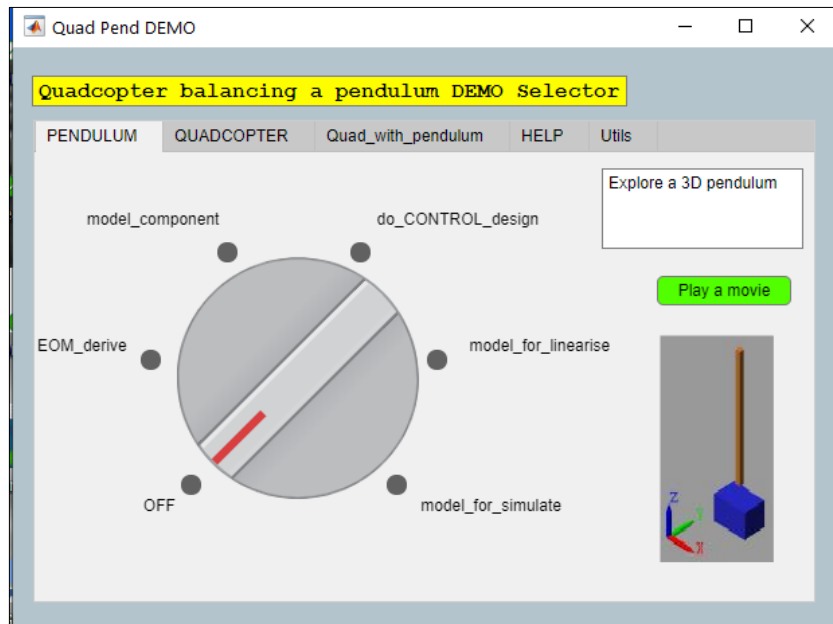 Quad Pend DEMO
Quadcopter balancing a pendulum DEMO Selector
PENDULUM QUADCOPTER Quad_with_pendulum HELP Utils
Explore a 3D pendulum
model_component do_CONTROL_design
Play a movie
EOM_derive model_for_linearise
OFF model_for_simulate
Z
Y
X